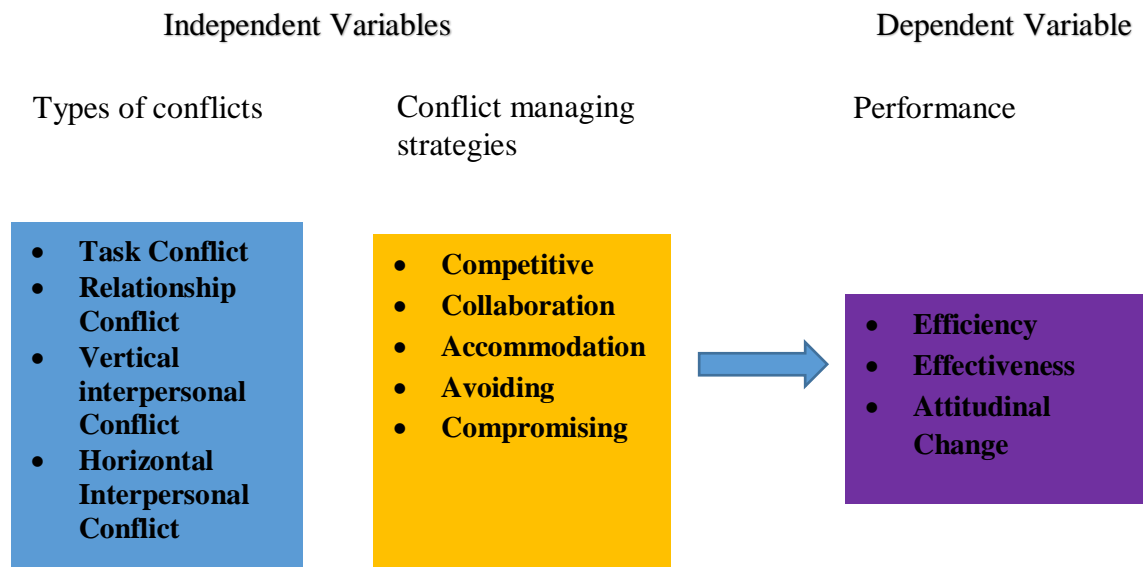 Independent Variables
Dependent Variable
Types of conflicts
Conflict managing
strategies
Performance
• Task Conflict
• Relationship
Conflict
• Vertical
interpersonal
Conflict
• Horizontal
Interpersonal
Conflict
• Competitive
• Collaboration
• Accommodation
• Avoiding
• Compromising
• Efficiency
• Effectiveness
• Attitudinal
Change